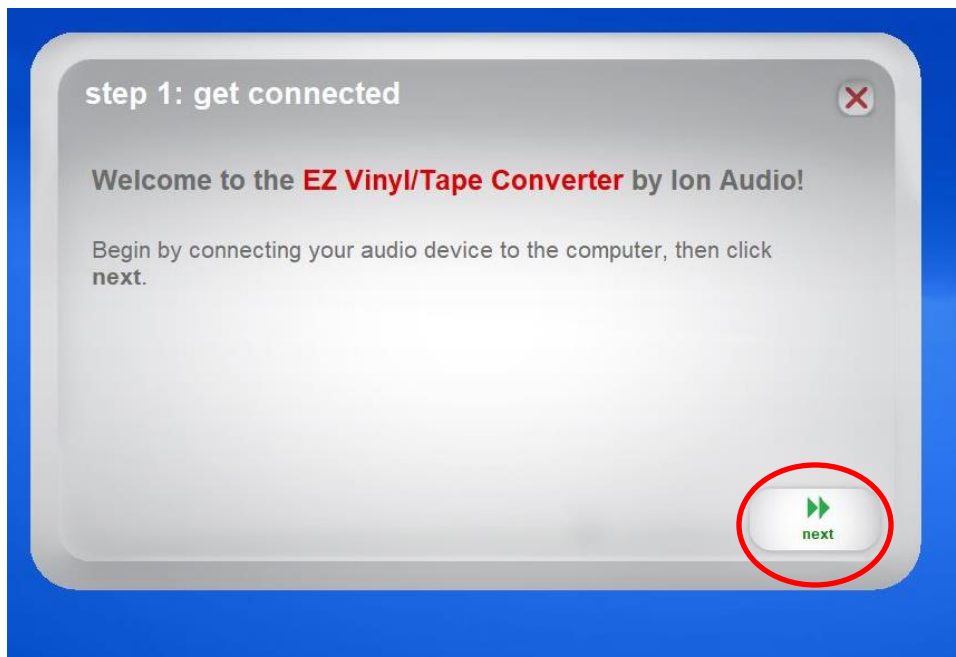 step 1: get connected
Welcome to the EZ Vinyl/Tape Converter by Ion Audio!
Begin by connecting your audio device to the computer, then click
next.
next